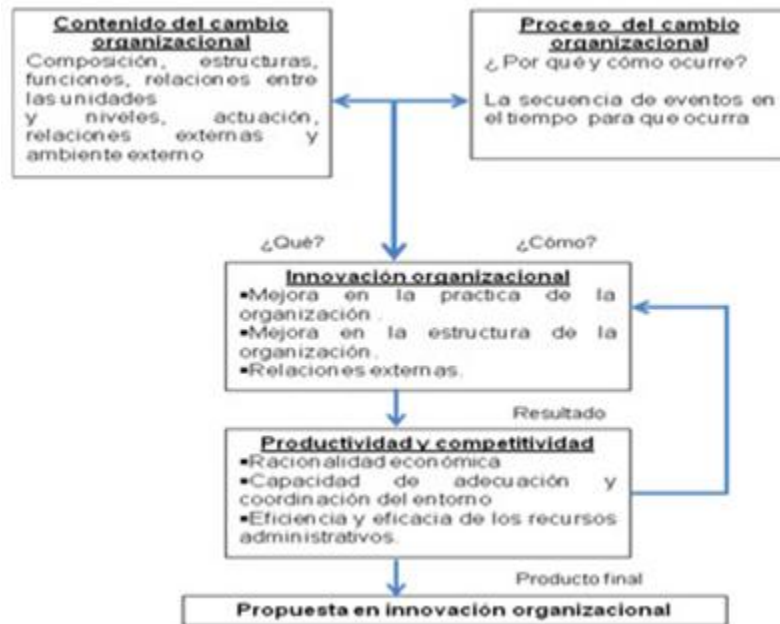 Contenido del cambio
organizacional
Composición, estructuras,
funciones, relaciones entre
las unidades
y niveles, actuación,
relaciones externas y
ambiente externo
Proceso del cambio
organizacional
¿Por qué y cómo ocurre?
La secuencia de eventos en
el tiempo para que ocurra
¿Qué?
¿Cómo?
Innovación organizacional
▪Mejora en la practica de la
organización .
▪Mejora en la estructura de la
organización.
▪Relaciones externas.
Resultado
Productividad y competitividad
▪Racionalidad económica
▪Capacidad de adecuación y
coordinación del entorno
▪Eficiencia y eficacia de los recursos
administrativos.
Producto final
Propuesta en innovación organizacional